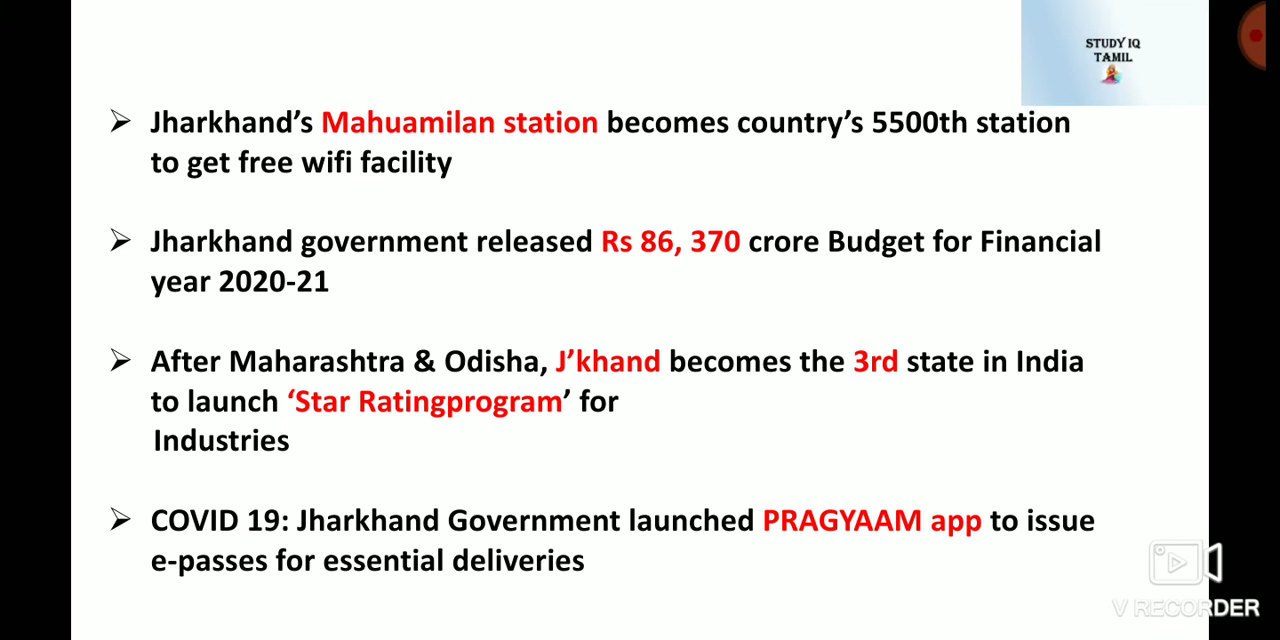 STUDY IQ
TAMIL
➢ Jharkhand's Mahuamilan station becomes country's 5500th station
to get free wifi facility
➢ Jharkhand government released Rs 86, 370 crore Budget for Financial
year 2020-21
➢ After Maharashtra & Odisha, J'khand becomes the 3rd state in India
to launch ‘Star Ratingprogram’ for
Industries
➢ COVID 19: Jharkhand Government launched PRAGYAAM app to issue
e-passes for essential deliveries
V RECORDER